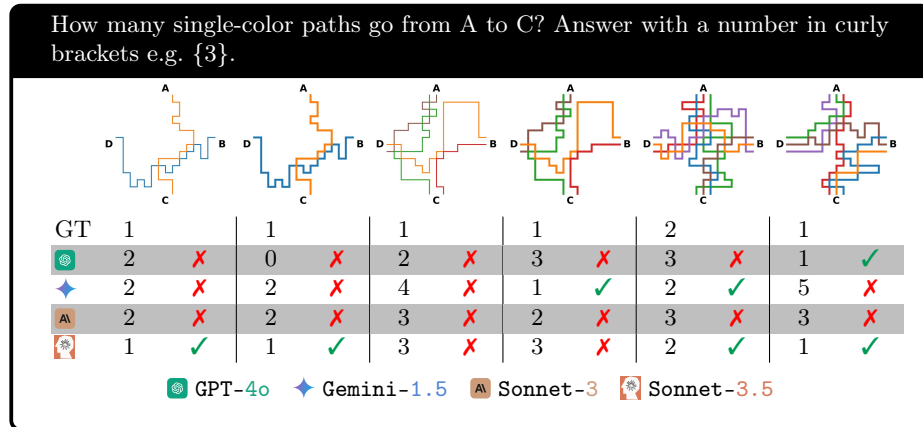 How many single-color paths go from A to C? Answer with a number in curly
brackets e.g. {3}.
A A A A A A
D B D B D B D B D B D B
C C C C C C
GT 1 1 1 1 2 1
2 ✗ 0 ✗ 2 ✗ 3 ✗ 3 ✗ 1 ✓
2 ✗ 2 ✗ 4 ✗ 1 ✓ 2 ✓ 5 ✗
A\ 2 ✗ 2 ✗ 3 ✗ 2 ✗ 3 ✗ 3 ✗
1 ✓ 1 ✓ 3 ✗ 3 ✗ 2 ✓ 1 ✓
GPT-4o Gemini-1.5 A\ Sonnet-3 Sonnet-3.5